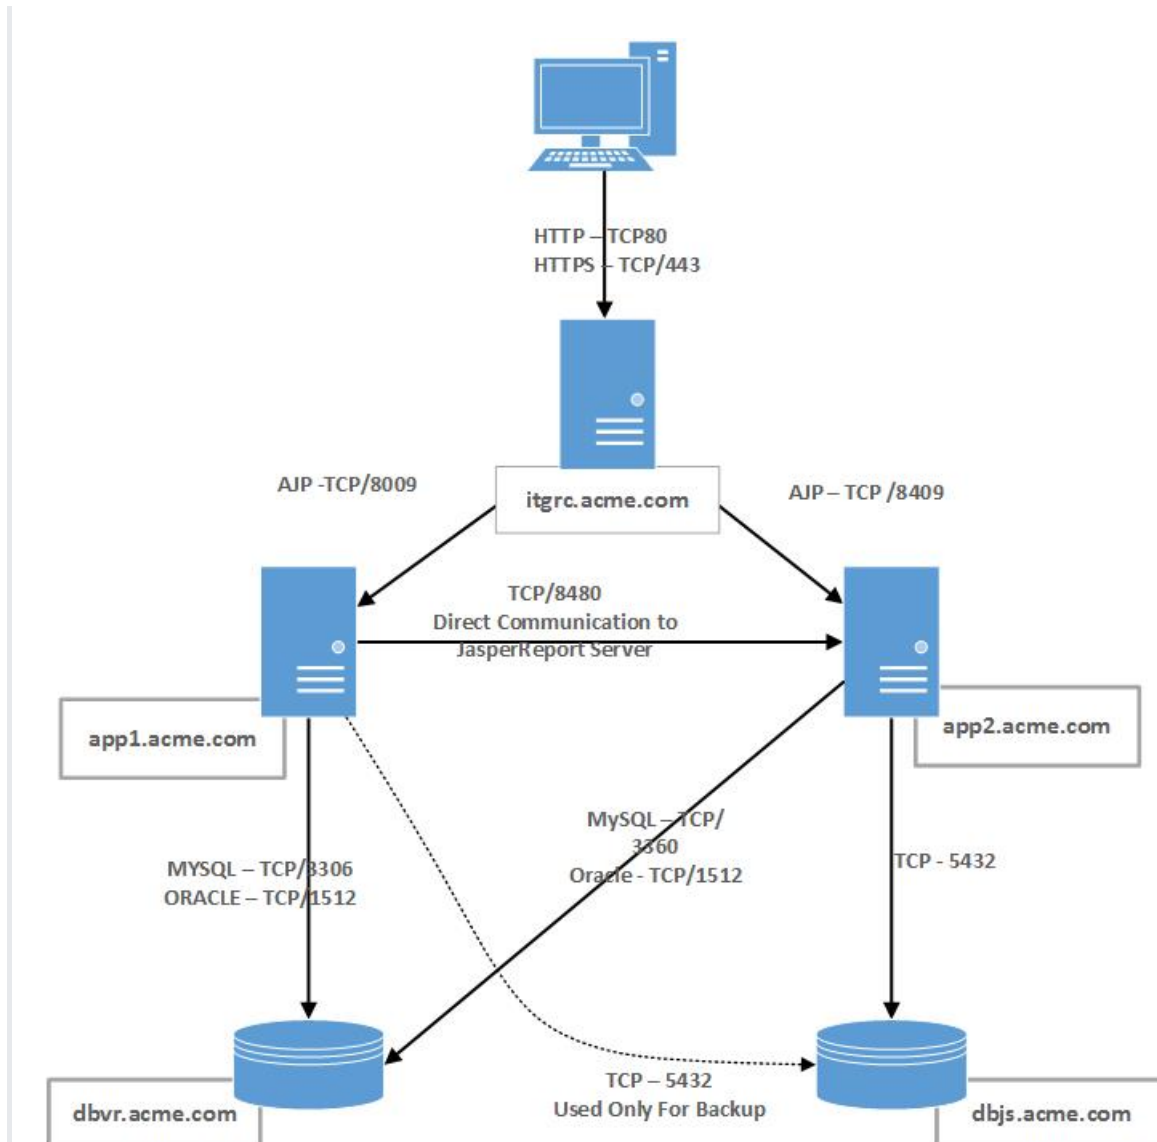 HTTP – TCP80
HTTPS – TCP/443
AJP -TCP/8009
itgrc.acme.com
AJP – TCP /8409
TCP/8480
Direct Communication to
JasperReport Server
app1.acme.com
app2.acme.com
MySQL – TCP/
3360
Oracle - TCP/1512
MYSQL – TCP/3306
ORACLE – TCP/1512
TCP - 5432
TCP – 5432
Used Only For Backup
dbvr.acme.com
dbjs.acme.com